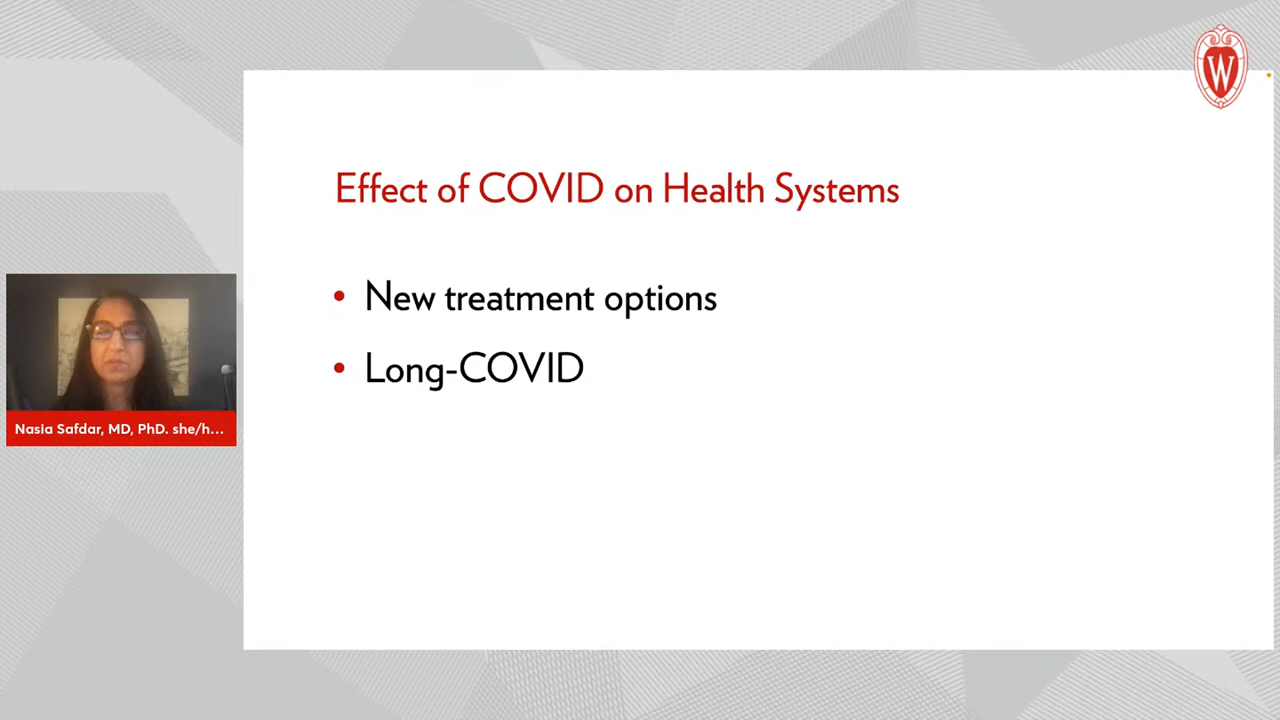 W
Effect of COVID on Health Systems
• New treatment options
• Long-COVID
Nasia Safdar, MD, PhD. she/h...